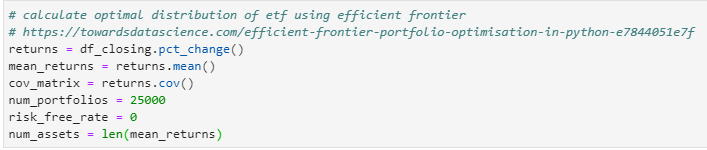 # calculate optimal distribution of etf using efficient frontier
# https://towardsdatascience.com/efficient-frontier-portfolio-optimisation-in-python-e7844051e7f
returns = df_closing.pct_change()
mean_returns = returns.mean()
cov_matrix = returns.cov()
num_portfolios = 25000
risk_free_rate = 0
num_assets = len(mean_returns)